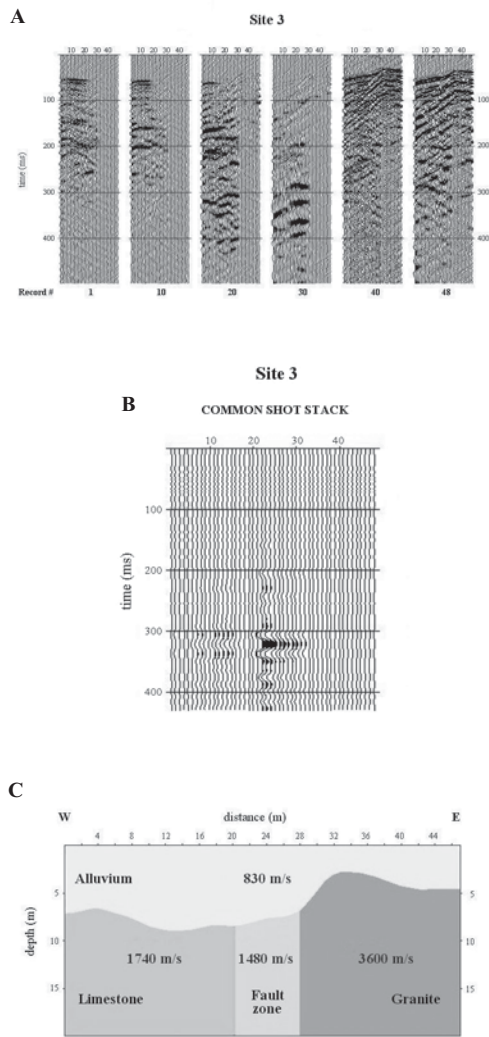 A
Site 3
10 20 30 40 10 20 30 40 10 20 30 40 10 20 30 40 10 20 30 40 10 20 30 40
100 100
200 200
time (ms)
300 300
400 400
Record # 1 10 20 30 40 48
Site 3
B
COMMON SHOT STACK
10 20 30 40
100
200
time (ms)
300
400
C
W distance (m) E
4 8 12 16 20 24 28 32 36 40 44
Alluvium 830 m/s
5 5
depth (m)
10 10
1740 m/s 1480 m/s 3600 m/s
15 15
Limestone Fault Granite
zone